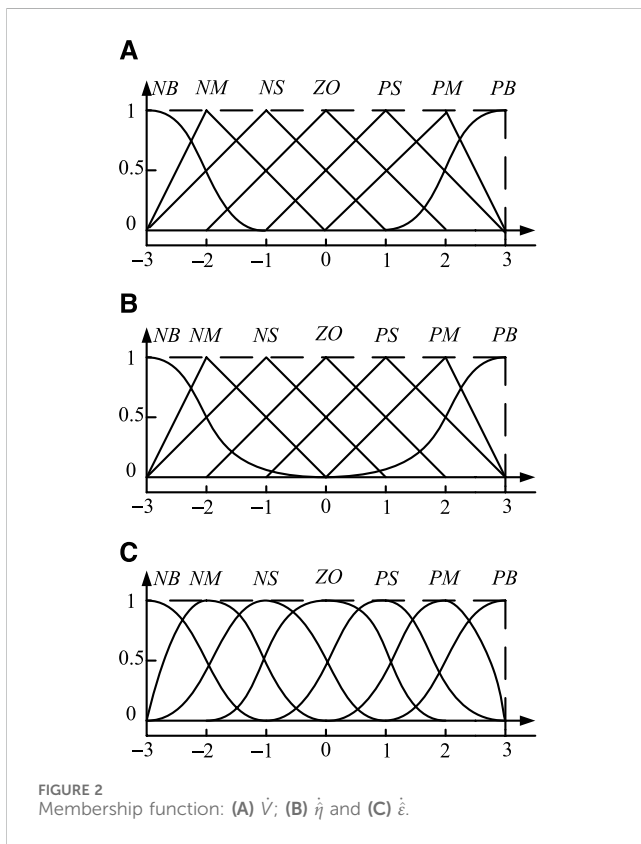 A
NB NM NS ZO PS PM PB
1
0.5
0
−3 −2 −1 0 1 2 3
B
NB NM NS ZO PS PM PB
1
0.5
0
−3 −2 −1 0 1 2 3
C
NB NM NS ZO PS PM PB
1
0.5
0
−3 −2 −1 0 1 2 3
FIGURE 2
Membership function: (A) V̇; (B) η̂̇ and (C) ε̂̇.